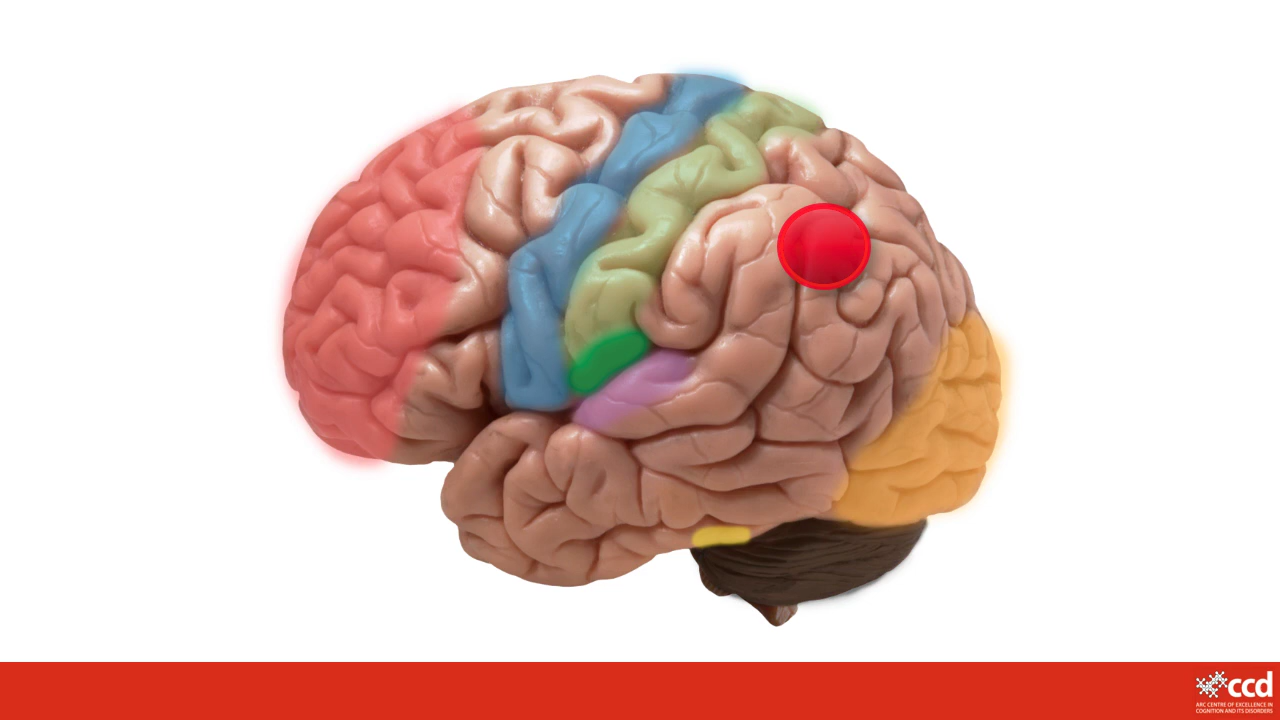 ccd
ARC CENTRE OF EXCELLENCE IN
COGNITION AND ITS DISORDERS